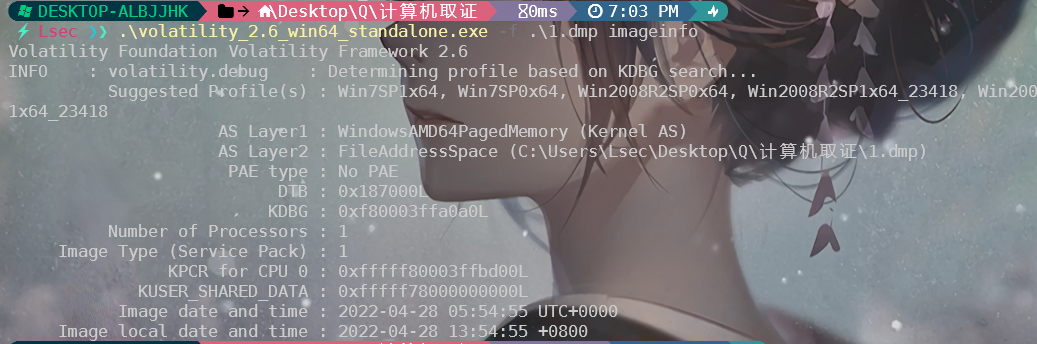 DESKTOP-ALBJJHK \Desktop\Q\计算机取证 0ms 7:03 PM
Lsec .\volatility_2.6_win64_standalone.exe -f .\1.dmp imageinfo
Volatility Foundation Volatility Framework 2.6
INFO : volatility.debug : Determining profile based on KDBG search...
Suggested Profile(s) : Win7SP1x64, Win7SP0x64, Win2008R2SP0x64, Win2008R2SP1x64_23418, Win200
1x64_23418
AS Layer1 : WindowsAMD64PagedMemory (Kernel AS)
AS Layer2 : FileAddressSpace (C:\Users\Lsec\Desktop\Q\计算机取证\1.dmp)
PAE type : No PAE
DTB : 0x187000L
KDBG : 0xf80003ffa0a0L
Number of Processors : 1
Image Type (Service Pack) : 1
KPCR for CPU 0 : 0xfffff80003ffbd00L
KUSER_SHARED_DATA : 0xfffff78000000000L
Image date and time : 2022-04-28 05:54:55 UTC+0000
Image local date and time : 2022-04-28 13:54:55 +0800